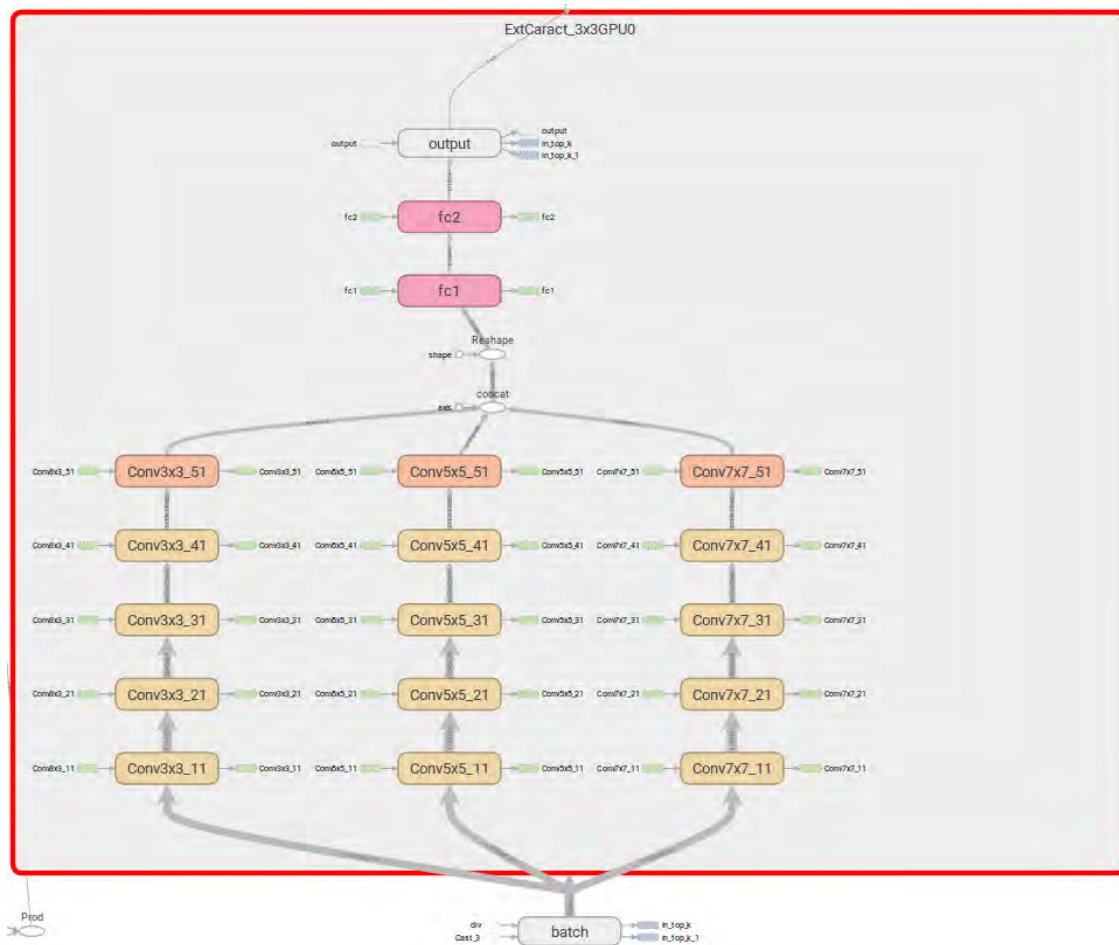 ExtCaract_3x3GPU0
output output output
in_top_k
in_top_k_1
fc2 fc2 fc2
fc1 fc1 fc1
Reshape
shape
concat
axis
Conv3x3_51 Conv3x3_51 Conv3x3_51 Conv5x5_51 Conv5x5_51 Conv5x5_51 Conv7x7_51 Conv7x7_51 Conv7x7_51
Conv3x3_41 Conv3x3_41 Conv3x3_41 Conv5x5_41 Conv5x5_41 Conv5x5_41 Conv7x7_41 Conv7x7_41 Conv7x7_41
Conv3x3_31 Conv3x3_31 Conv3x3_31 Conv5x5_31 Conv5x5_31 Conv5x5_31 Conv7x7_31 Conv7x7_31 Conv7x7_31
Conv3x3_21 Conv3x3_21 Conv3x3_21 Conv5x5_21 Conv5x5_21 Conv5x5_21 Conv7x7_21 Conv7x7_21 Conv7x7_21
Conv3x3_11 Conv3x3_11 Conv3x3_11 Conv5x5_11 Conv5x5_11 Conv5x5_11 Conv7x7_11 Conv7x7_11 Conv7x7_11
Prod
div batch in_top_k
Cast_3 in_top_k_1